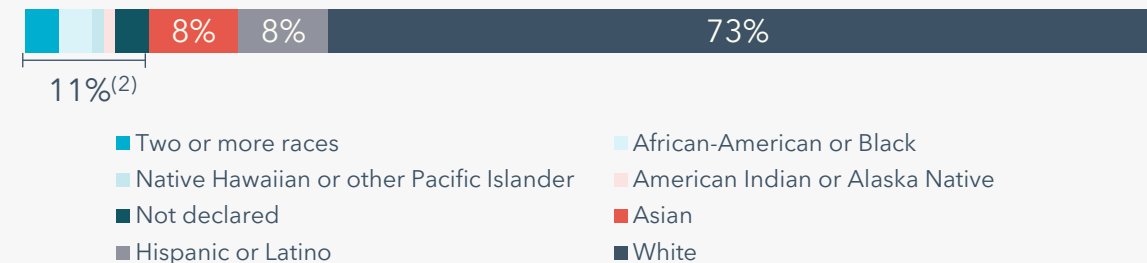 8% 8% 73%
11%(2)
Two or more races African-American or Black
Native Hawaiian or other Pacific Islander American Indian or Alaska Native
Not declared Asian
Hispanic or Latino White